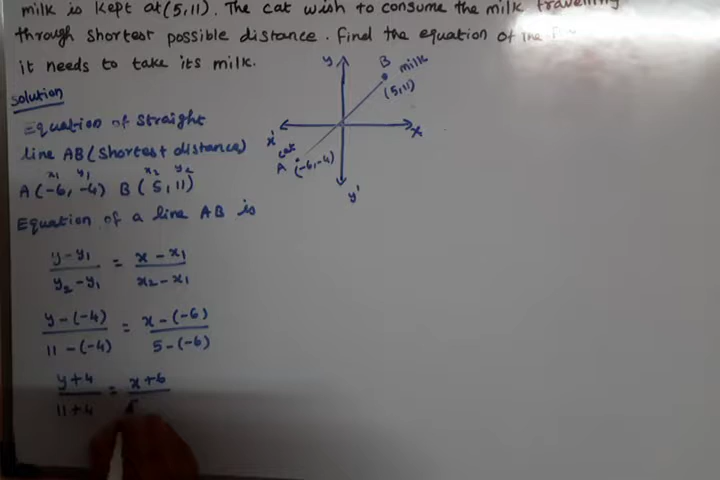 milk is kept at (5,11). The cat wish to consume the milk travelling
through shortest possible distance. Find the equation of the
it needs to take its milk.
Solution
Equation of straight
line AB (Shortest distance)
x₁ y₁ x₂ y₂
A(-6, -4) B(5, 11)
Equation of a line AB is
y-y₁ / y₂-y₁ = x-x₁ / x₂-x₁
y-(-4) / 11-(-4) = x-(-6) / 5-(-6)
y+4 / 11+4 = x+6 / 5
y
B milk
(5,11)
x' x
cat
A (-6,-4)
y'